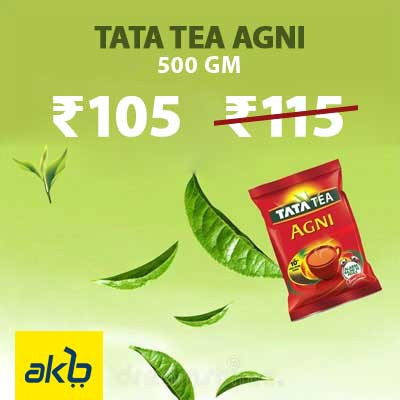 TATA TEA AGNI
500 GM
₹105 ₹115
TATA TEA
AGNI
akb